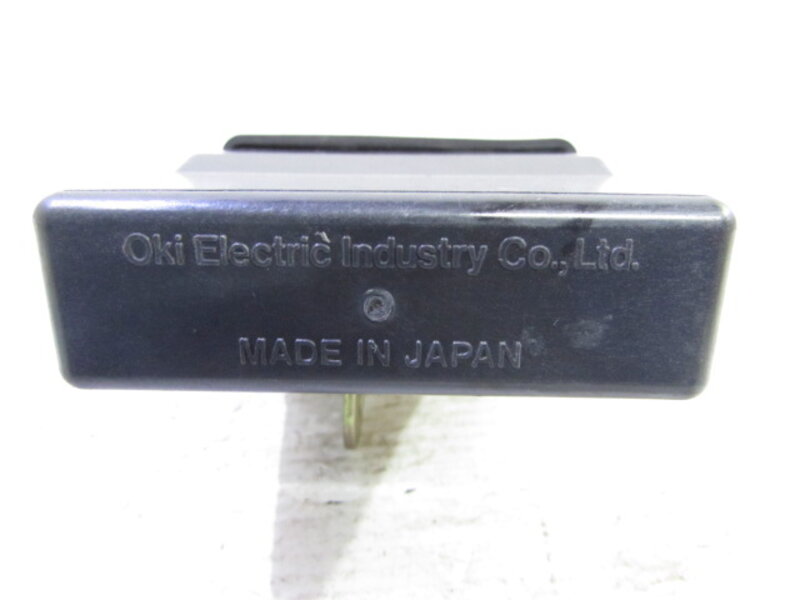 Oki Electric Industry Co., Ltd.
MADE IN JAPAN